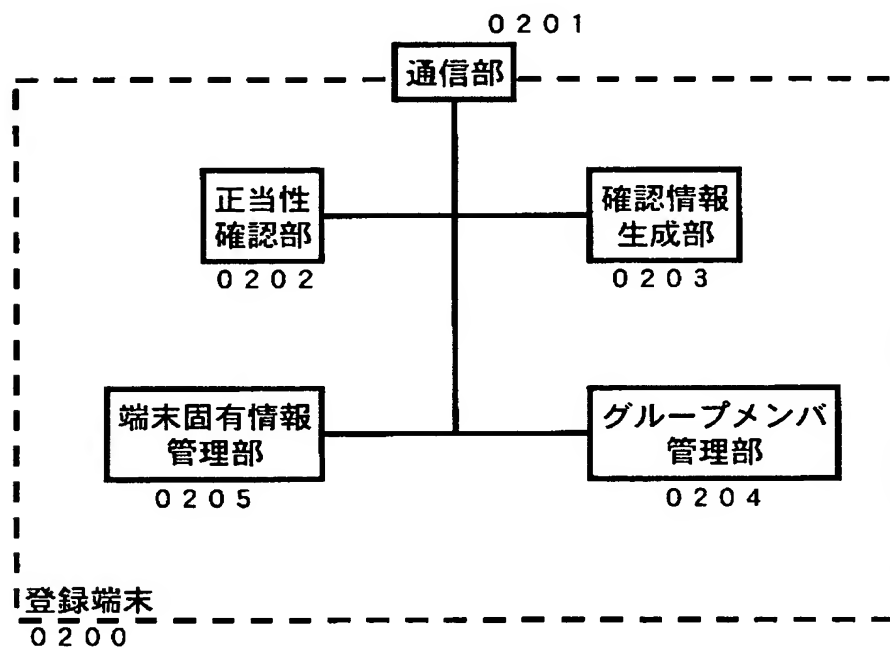 ０２０１
通信部
正当性
確認部
０２０２
確認情報
生成部
０２０３
端末固有情報
管理部
０２０５
グループメンバ
管理部
０２０４
登録端末
０２００